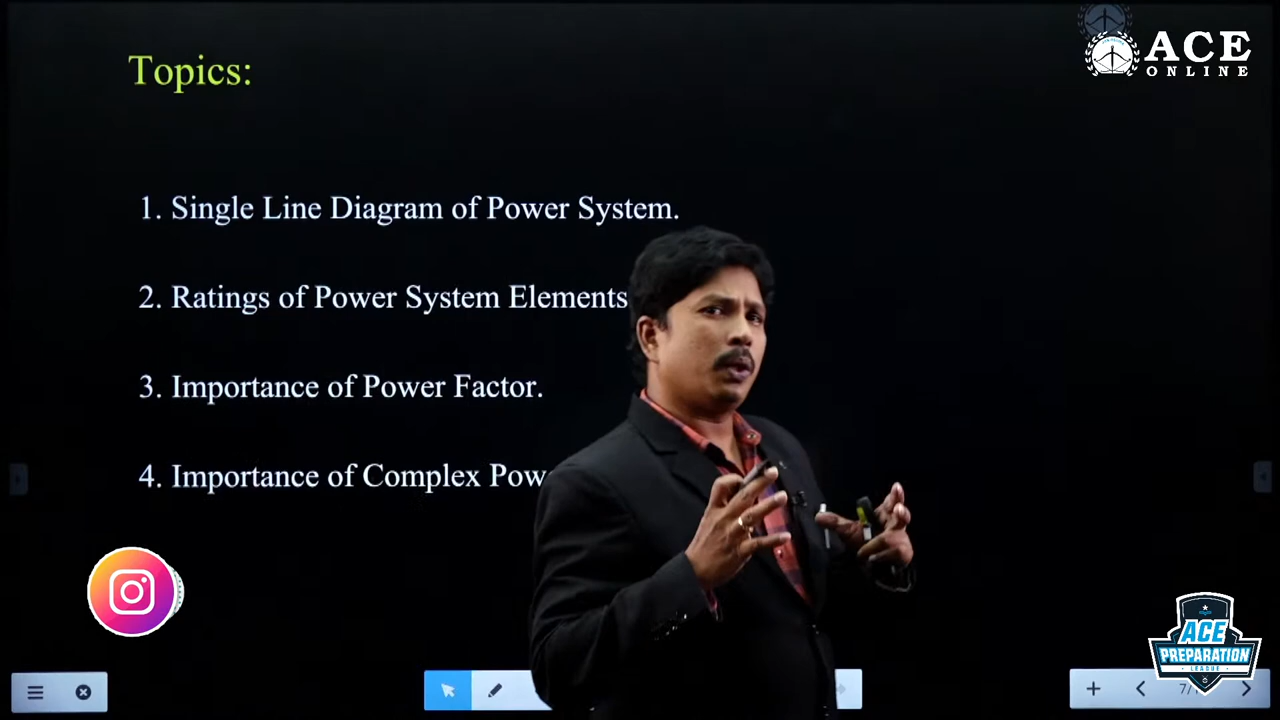 Topics:
ACE
ONLINE
1. Single Line Diagram of Power System.
2. Ratings of Power System Elements
3. Importance of Power Factor.
4. Importance of Complex
ACE
PREPARATION
LEAGUE
7/